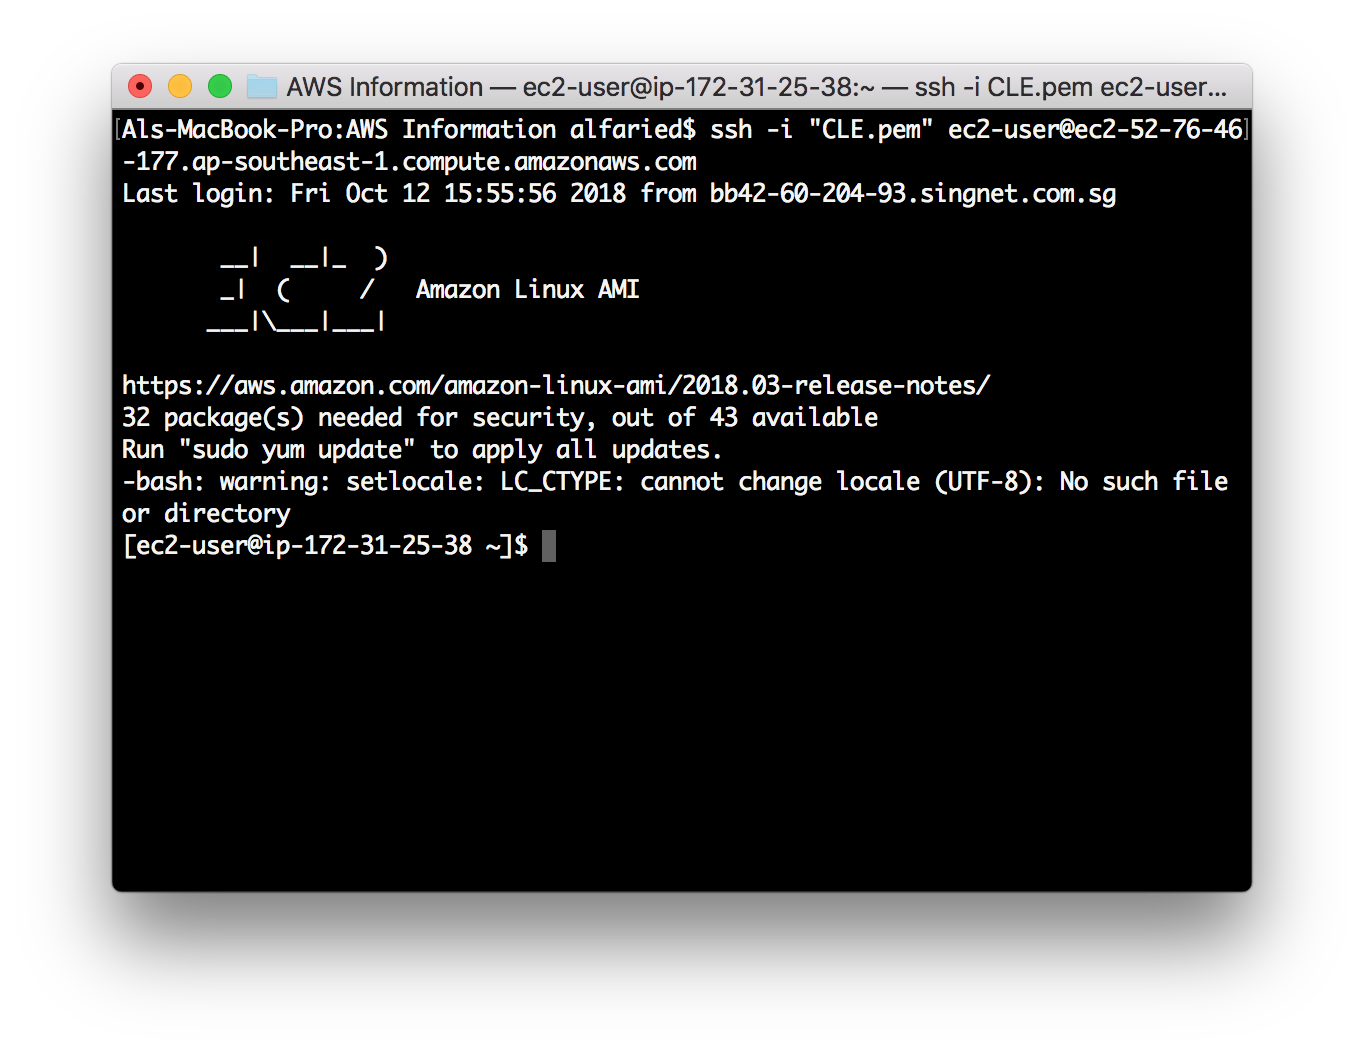 AWS Information — ec2-user@ip-172-31-25-38:~ — ssh -i CLE.pem ec2-user...
[Als-MacBook-Pro:AWS Information alfaried$ ssh -i "CLE.pem" ec2-user@ec2-52-76-46]
-177.ap-southeast-1.compute.amazonaws.com
Last login: Fri Oct 12 15:55:56 2018 from bb42-60-204-93.singnet.com.sg
       __|  __|_  )
       _|  (     /   Amazon Linux AMI
      ___|\___|___|
https://aws.amazon.com/amazon-linux-ami/2018.03-release-notes/
32 package(s) needed for security, out of 43 available
Run "sudo yum update" to apply all updates.
-bash: warning: setlocale: LC_CTYPE: cannot change locale (UTF-8): No such file
or directory
[ec2-user@ip-172-31-25-38 ~]$